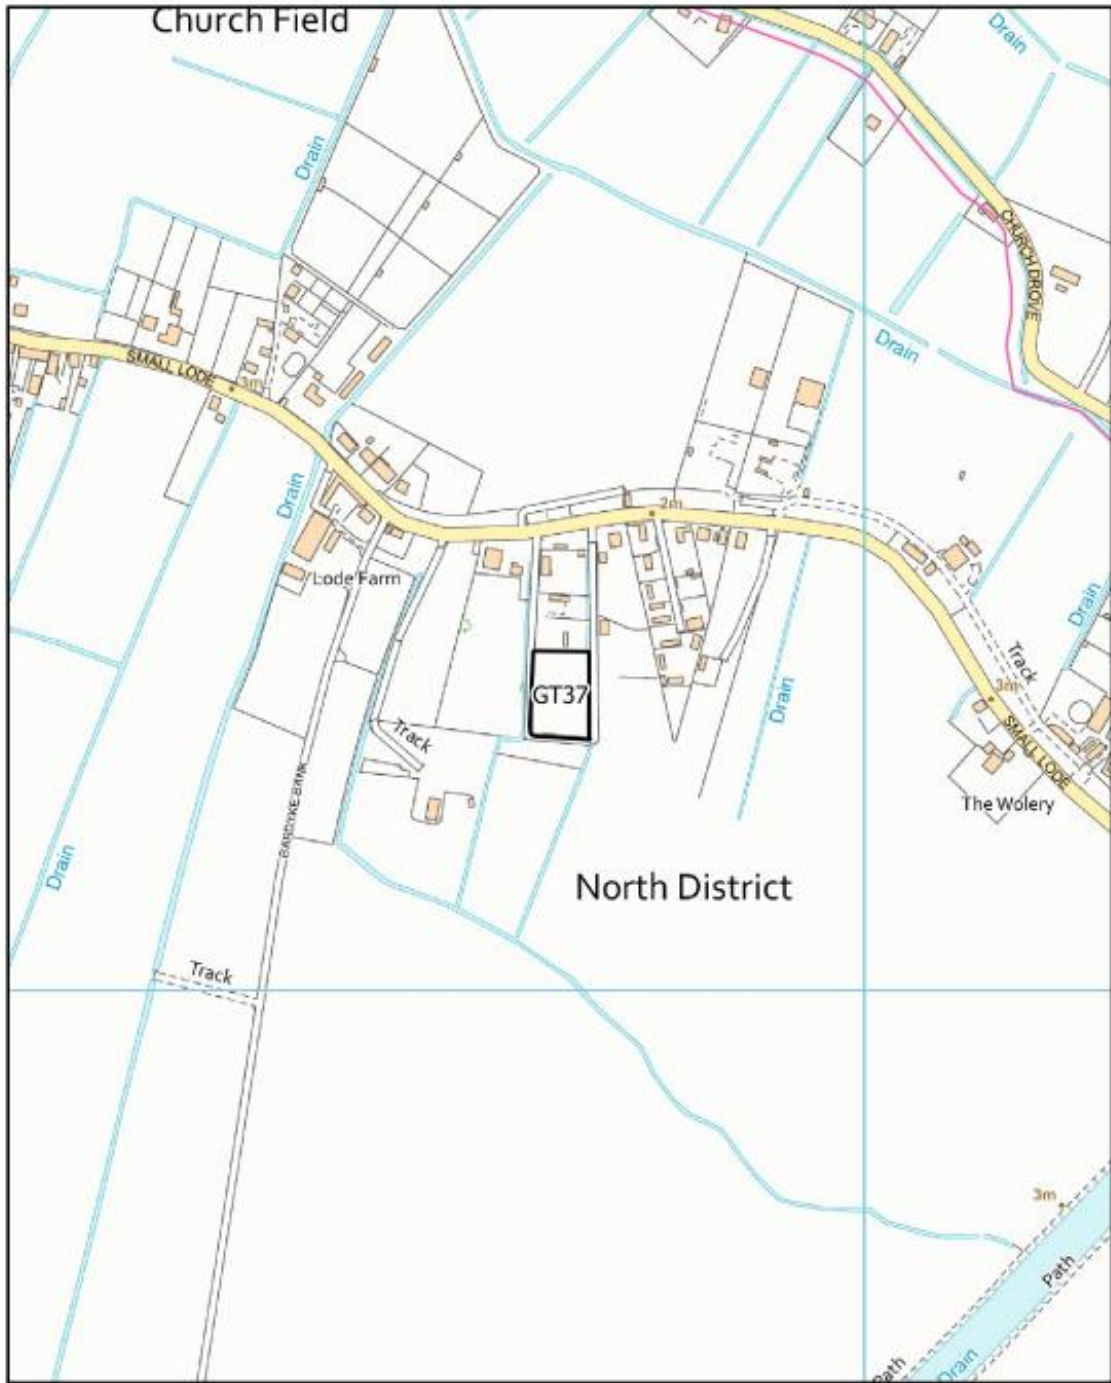 Church Field
Drain
Drain
CHURCH DROVE
Drain
SMALL LODE
3m
Drain
2m
Lode Farm
Drain
Track
GT37
Drain
3m
Track
SMALL LODE
BARDYKE BANK
The Wolery
Drain
North District
Track
3m
Path
Path
Drain